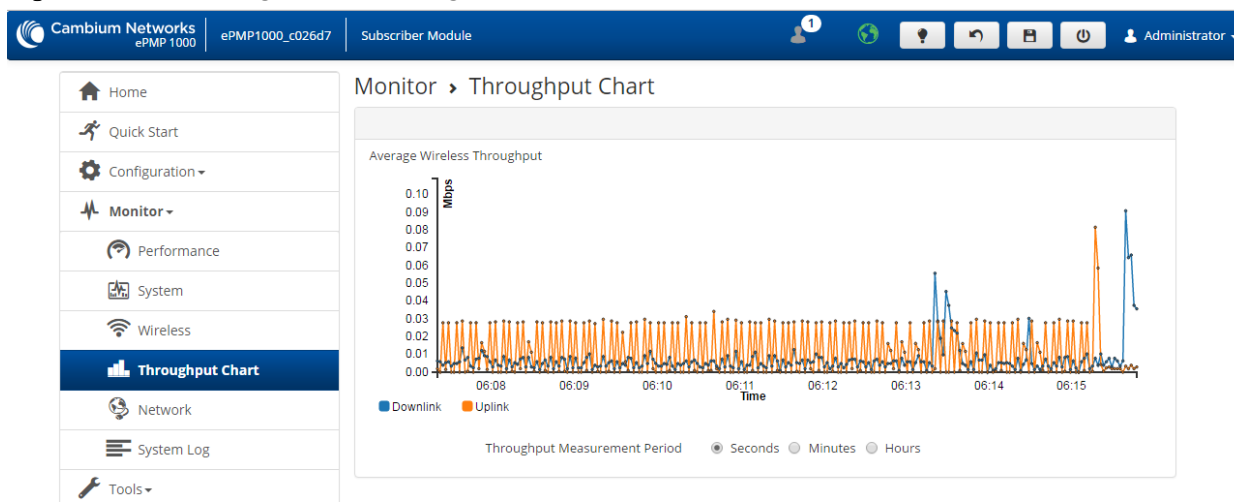 Cambium Networks
ePMP 1000
ePMP1000_c026d7
Subscriber Module
1
Administrator
Home
Quick Start
Configuration
Monitor
Performance
System
Wireless
Throughput Chart
Network
System Log
Tools
Monitor › Throughput Chart
Average Wireless Throughput
Mbps
0.10
0.09
0.08
0.07
0.06
0.05
0.04
0.03
0.02
0.01
0.00
06:08 06:09 06:10 06:11 06:12 06:13 06:14 06:15
Time
Downlink Uplink
Throughput Measurement Period Seconds Minutes Hours